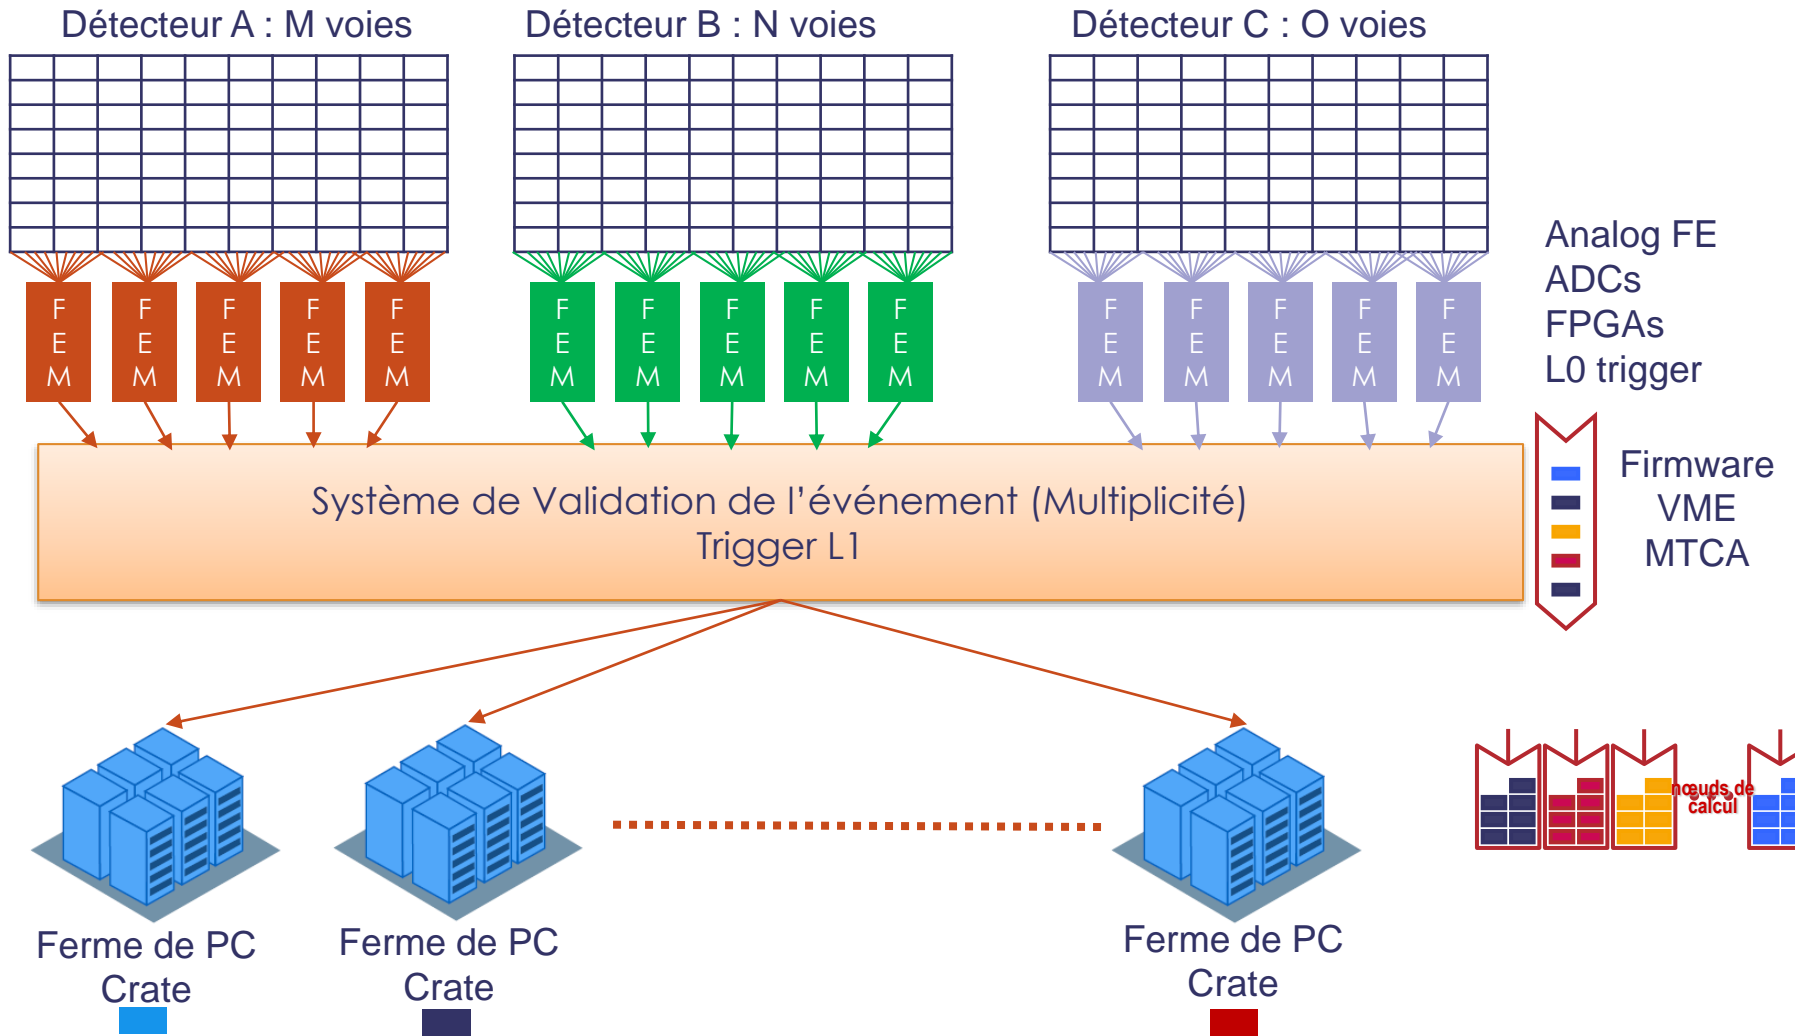 Détecteur A : M voies
Détecteur B : N voies
Détecteur C : O voies
Analog FE
ADCs
FPGAs
L0 trigger
F
E
M
F
E
M
F
E
M
F
E
M
F
E
M
F
E
M
F
E
M
F
E
M
F
E
M
F
E
M
F
E
M
F
E
M
F
E
M
F
E
M
F
E
M
Système de Validation de l’événement (Multiplicité)
Trigger L1
Firmware
VME
MTCA
nœuds de
calcul
Ferme de PC
Crate
Ferme de PC
Crate
Ferme de PC
Crate